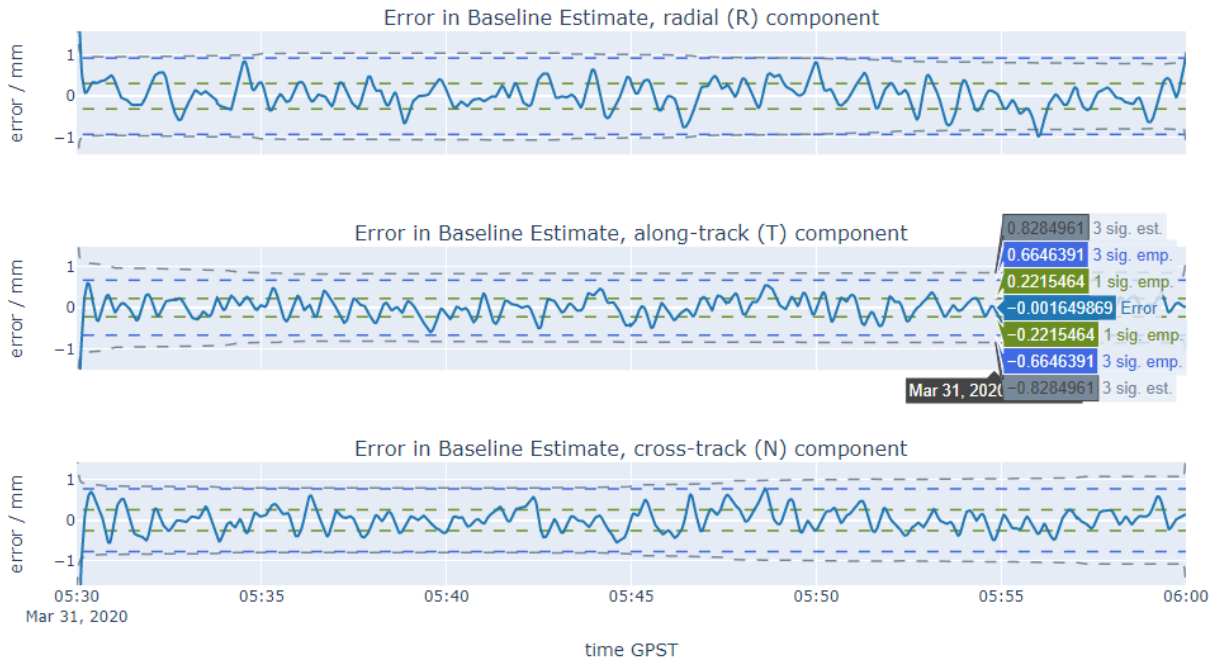 Error in Baseline Estimate, radial (R) component
error / mm
1
0
−1
Error in Baseline Estimate, along-track (T) component
error / mm
1
0
−1
0.8284961 3 sig. est.
0.6646391 3 sig. emp.
0.2215464 1 sig. emp.
−0.001649869 Error
−0.2215464 1 sig. emp.
−0.6646391 3 sig. emp.
−0.8284961 3 sig. est.
Mar 31, 2020
Error in Baseline Estimate, cross-track (N) component
error / mm
1
0
−1
05:30 05:35 05:40 05:45 05:50 05:55 06:00
Mar 31, 2020
time GPST